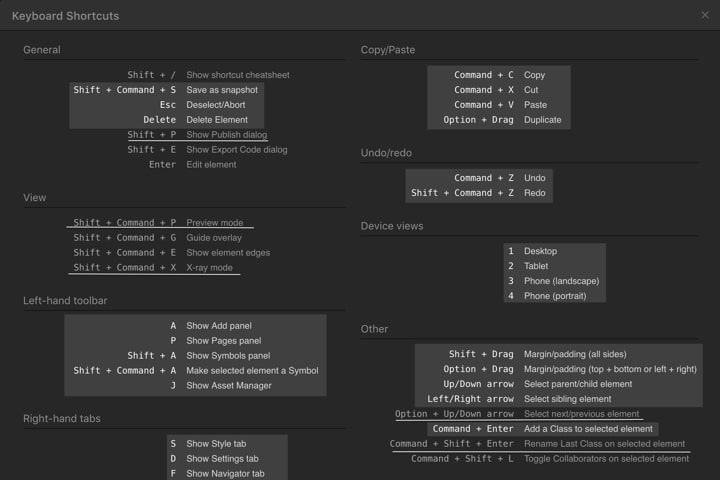 Keyboard Shortcuts
General
Shift + / Show shortcut cheatsheet
Shift + Command + S Save as snapshot
Esc Deselect/Abort
Delete Delete Element
Shift + P Show Publish dialog
Shift + E Show Export Code dialog
Enter Edit element
View
Shift + Command + P Preview mode
Shift + Command + G Guide overlay
Shift + Command + E Show element edges
Shift + Command + X X-ray mode
Left-hand toolbar
A Show Add panel
P Show Pages panel
Shift + A Show Symbols panel
Shift + Command + A Make selected element a Symbol
J Show Asset Manager
Right-hand tabs
S Show Style tab
D Show Settings tab
F Show Navigator tab
Copy/Paste
Command + C Copy
Command + X Cut
Command + V Paste
Option + Drag Duplicate
Undo/redo
Command + Z Undo
Shift + Command + Z Redo
Device views
1 Desktop
2 Tablet
3 Phone (landscape)
4 Phone (portrait)
Other
Shift + Drag Margin/padding (all sides)
Option + Drag Margin/padding (top + bottom or left + right)
Up/Down arrow Select parent/child element
Left/Right arrow Select sibling element
Option + Up/Down arrow Select next/previous element
Command + Enter Add a Class to selected element
Command + Shift + Enter Rename Last Class on selected element
Command + Shift + L Toggle Collaborators on selected element